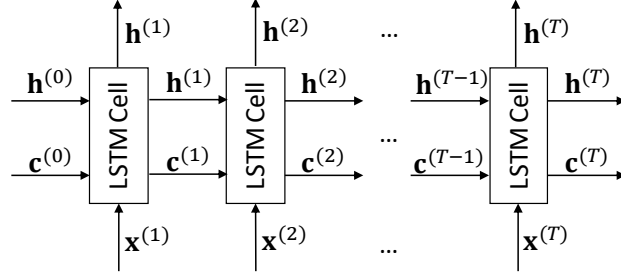 h^(1) h^(2) ... h^(T)
h^(0) h^(1) h^(2) h^(T−1) h^(T)
LSTM Cell LSTM Cell ... LSTM Cell
c^(0) c^(1) c^(2) c^(T−1) c^(T)
x^(1) x^(2) ... x^(T)